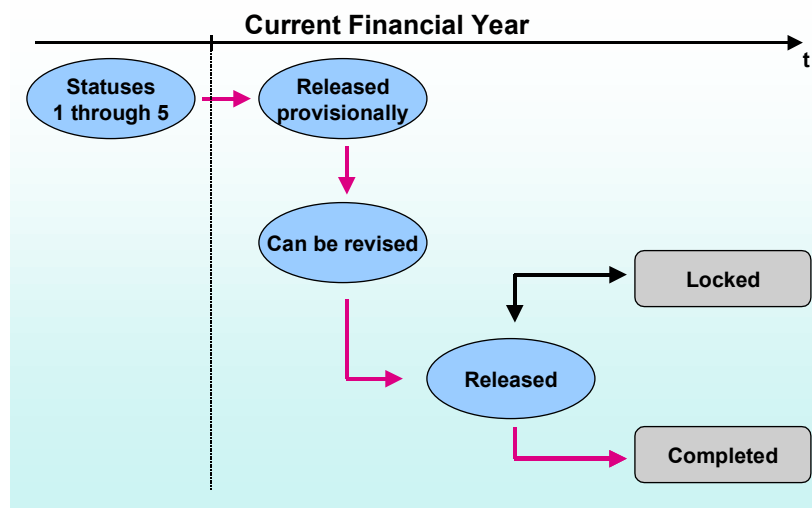 Current Financial Year
t
Statuses
1 through 5
Released
provisionally
Can be revised
Locked
Released
Completed